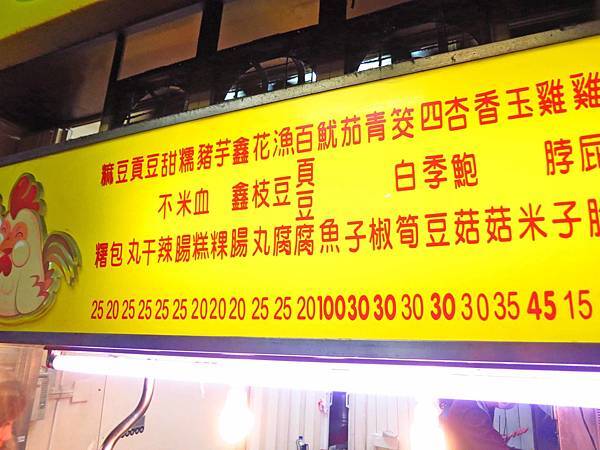 雞屁
雞脖子 15
玉米 45
香菇 35
杏鮑菇 30
四季豆 30
筊白筍 30
青椒 30
茄子 30
魷魚 100
百頁豆腐 20
漁豆腐 25
花枝丸 25
鑫鑫腸 20
芋粿 20
豬血糕 20
糯米腸 25
甜不辣 25
豆干 25
貢丸 25
豆包 20
麻糬 25